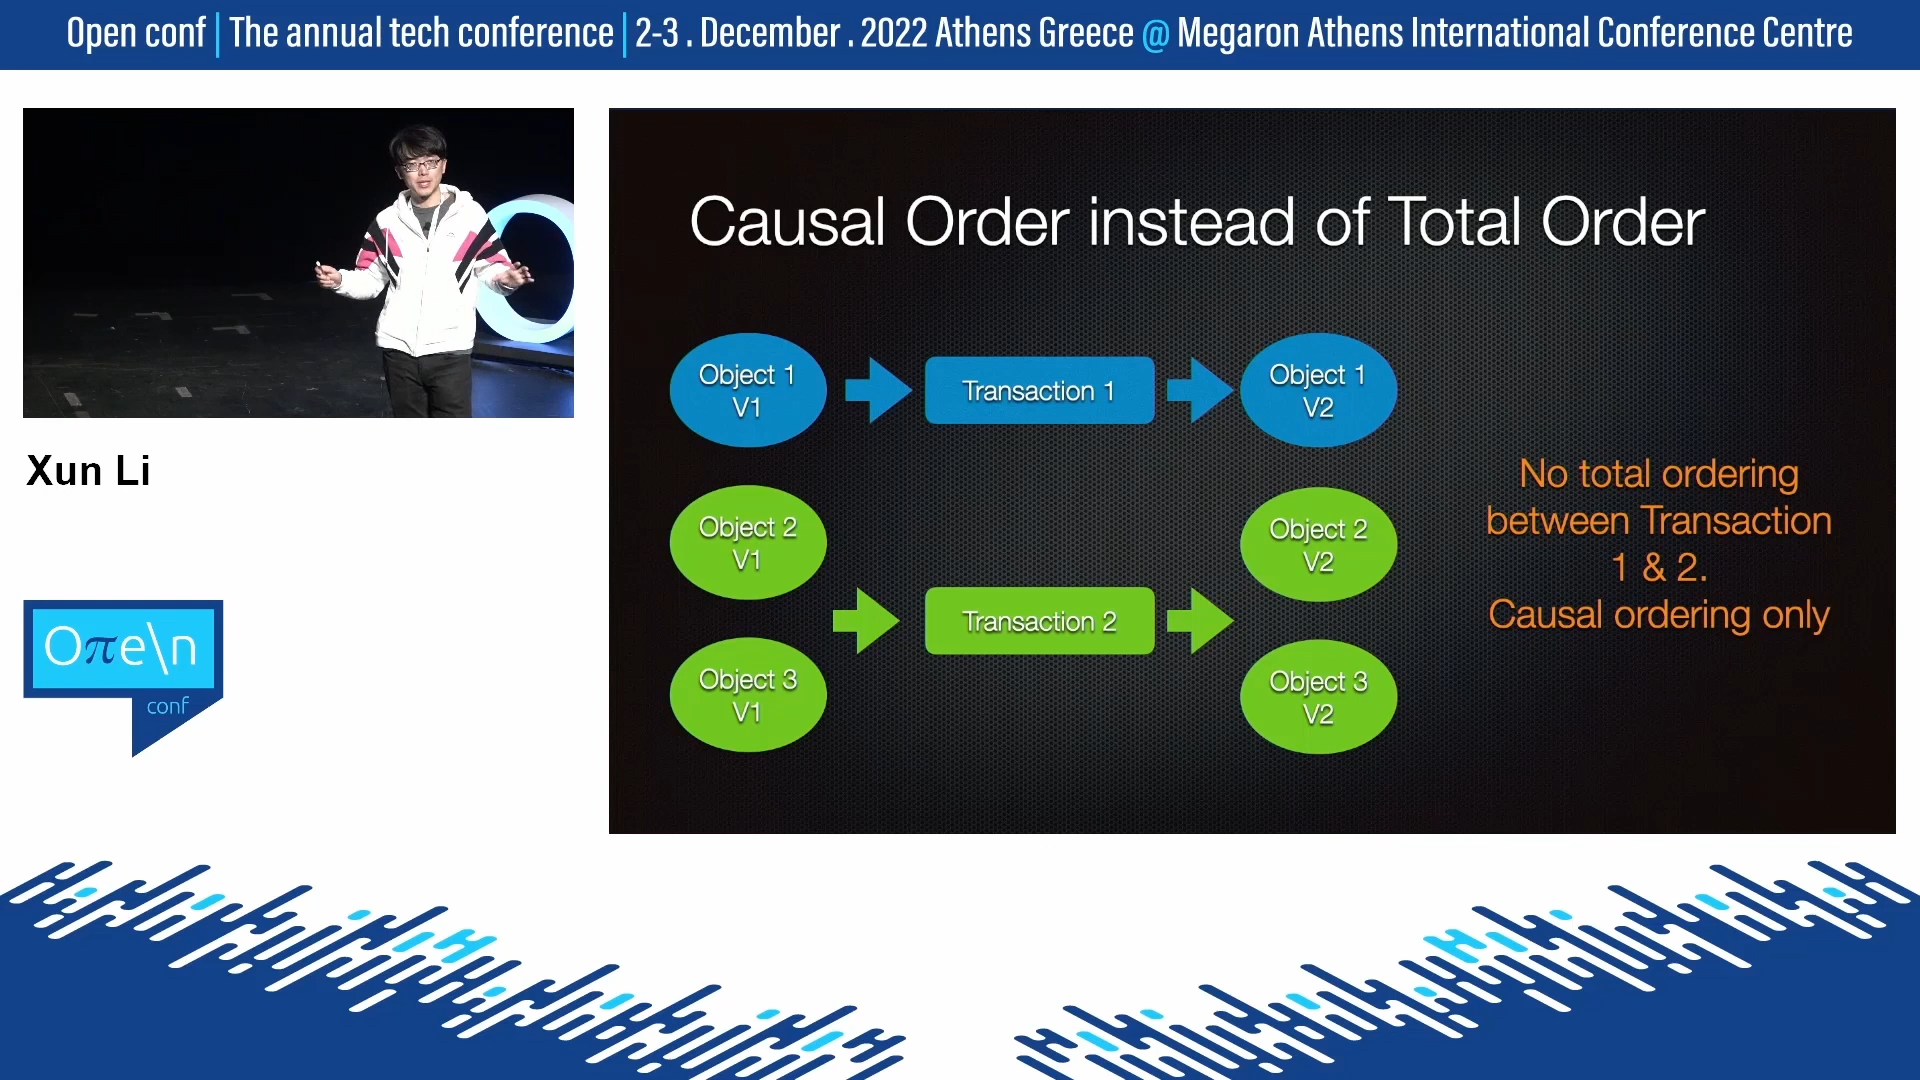 Open conf | The annual tech conference | 2-3 . December . 2022 Athens Greece @ Megaron Athens International Conference Centre
Xun Li
Oπe\n
conf
Causal Order instead of Total Order
Object 1
V1
Transaction 1
Object 1
V2
Object 2
V1
Object 3
V1
Transaction 2
Object 2
V2
Object 3
V2
No total ordering
between Transaction
1 & 2.
Causal ordering only